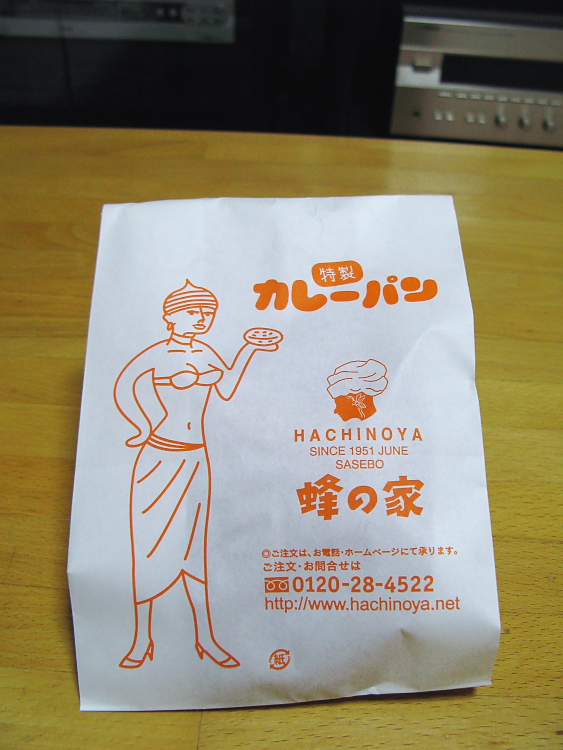 特製
カレーパン
HACHINOYA
SINCE 1951 JUNE
SASEBO
蜂の家
◎ご注文は、お電話・ホームページにて承ります。
ご注文・お問合せは
0120-28-4522
http://www.hachinoya.net
紙